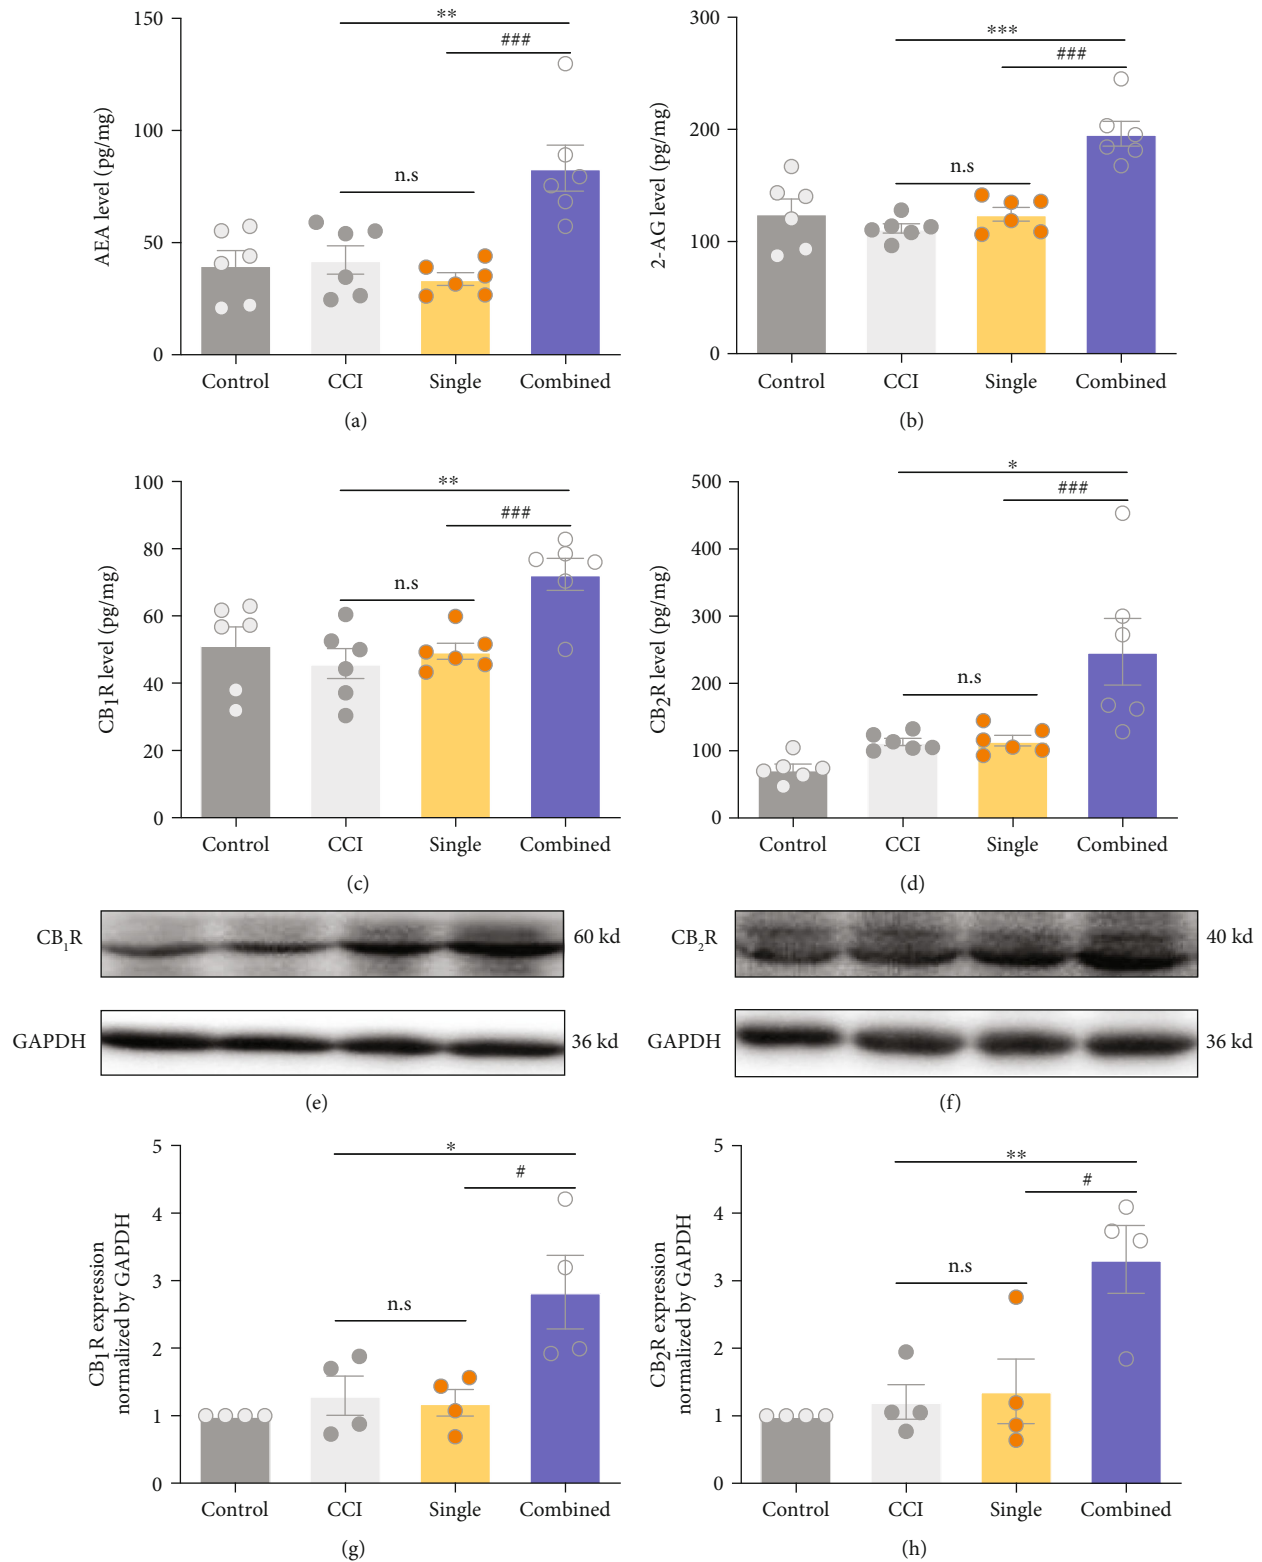 150
100
50
0
AEA level (pg/mg)
**
###
n.s
Control CCI Single Combined
(a)
300
200
100
0
2-AG level (pg/mg)
***
###
n.s
Control CCI Single Combined
(b)
100
80
60
40
20
0
CB1R level (pg/mg)
**
###
n.s
Control CCI Single Combined
(c)
500
400
300
200
100
0
CB2R level (pg/mg)
*
###
n.s
Control CCI Single Combined
(d)
CB1R 60 kd
GAPDH 36 kd
(e)
CB2R 40 kd
GAPDH 36 kd
(f)
5
4
3
2
1
0
CB1R expression
normalized by GAPDH
*
#
n.s
Control CCI Single Combined
(g)
5
4
3
2
1
0
CB2R expression
normalized by GAPDH
**
#
n.s
Control CCI Single Combined
(h)